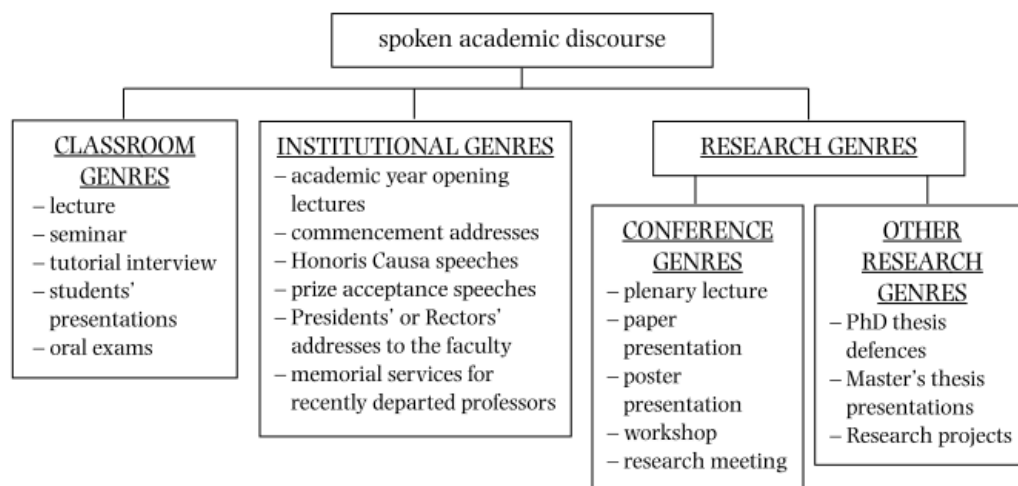 spoken academic discourse
CLASSROOM
GENRES
– lecture
– seminar
– tutorial interview
– students’
presentations
– oral exams
INSTITUTIONAL GENRES
– academic year opening
lectures
– commencement addresses
– Honoris Causa speeches
– prize acceptance speeches
– Presidents’ or Rectors’
addresses to the faculty
– memorial services for
recently departed professors
RESEARCH GENRES
CONFERENCE
GENRES
– plenary lecture
– paper
presentation
– poster
presentation
– workshop
– research meeting
OTHER
RESEARCH
GENRES
– PhD thesis
defences
– Master’s thesis
presentations
– Research projects